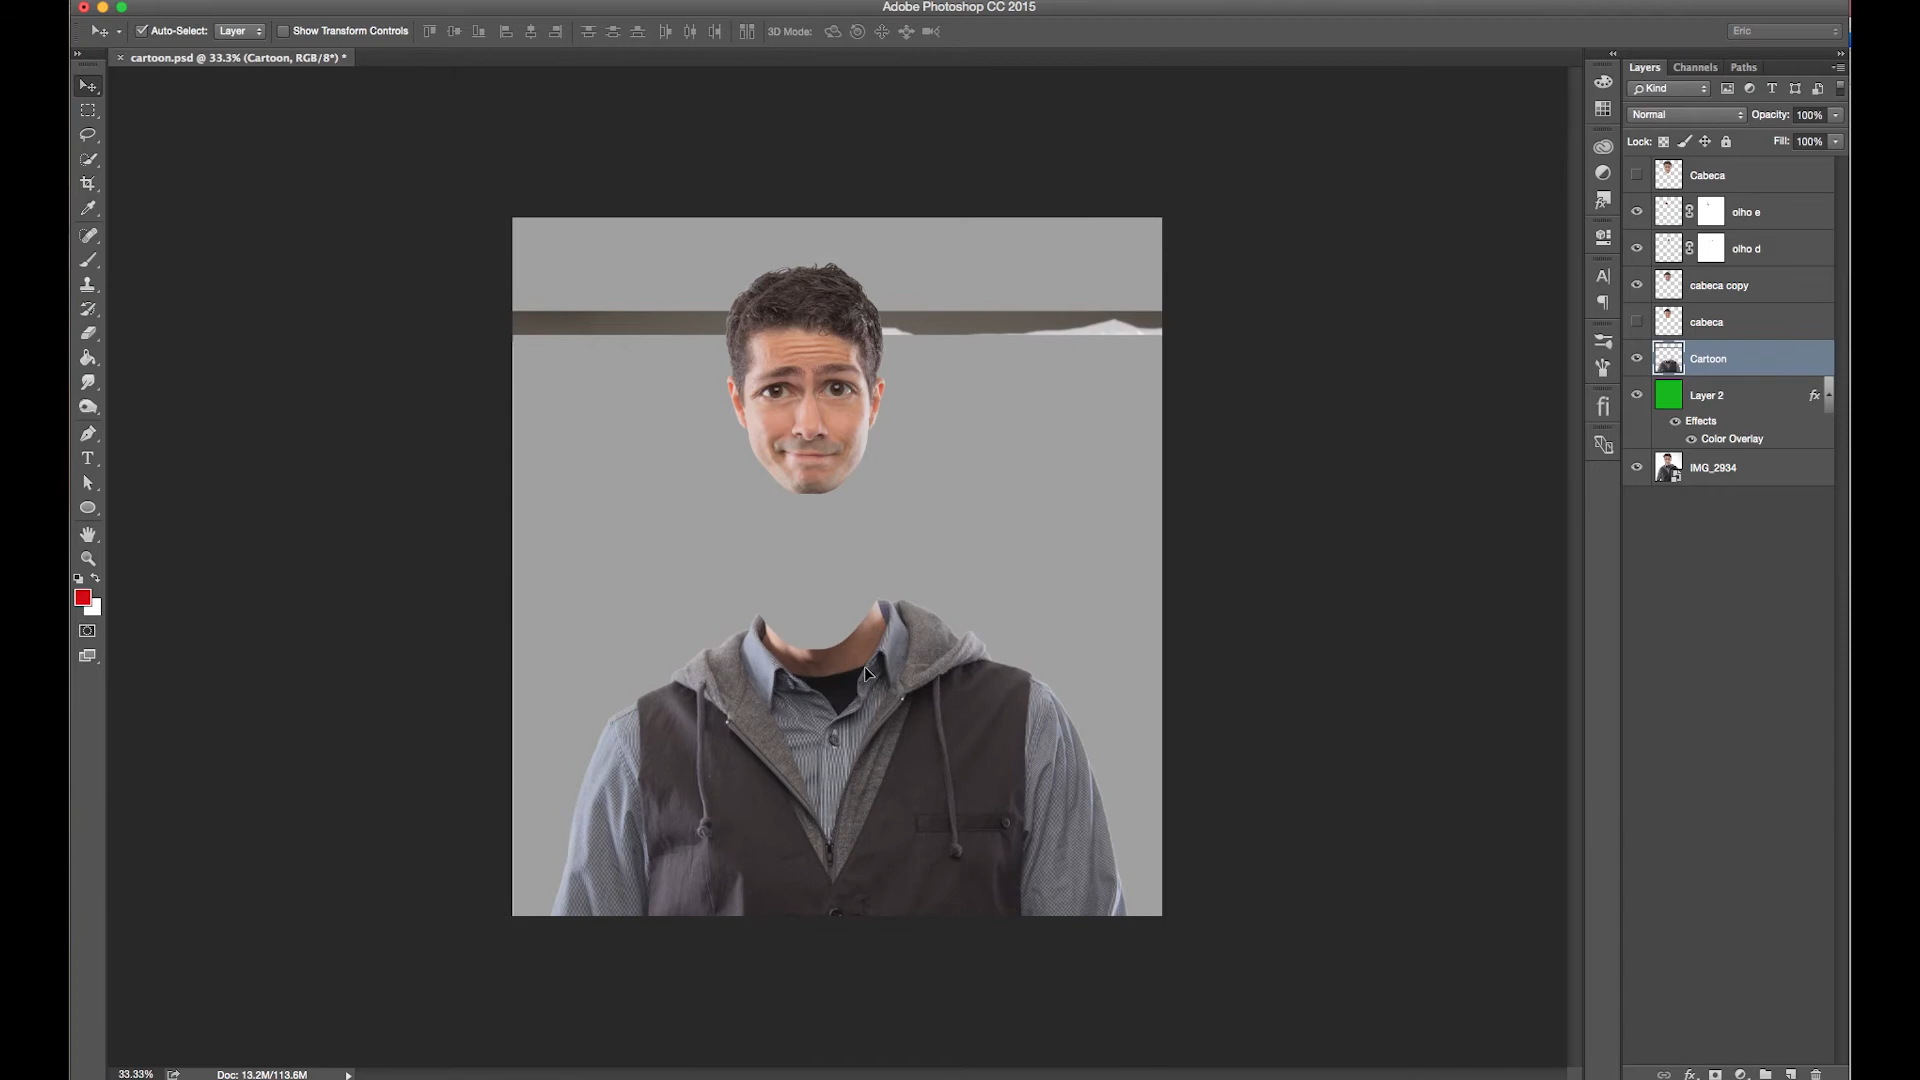 Adobe Photoshop CC 2015
Auto-Select: Layer Show Transform Controls 3D Mode: Eric
× cartoon.psd @ 33.3% (Cartoon, RGB/8*) *
Layers Channels Paths
Kind
Normal Opacity: 100%
Lock: Fill: 100%
Cabeca
olho e
olho d
cabeca copy
cabeca
Cartoon
Layer 2 fx
Effects
Color Overlay
IMG_2934
33.33% Doc: 13.2M/113.6M